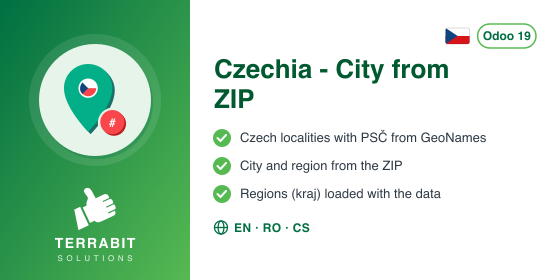 Odoo 19
Czechia - City from
ZIP
Czech localities with PSČ from GeoNames
City and region from the ZIP
Regions (kraj) loaded with the data
EN · RO · CS
#
TERRABIT
SOLUTIONS